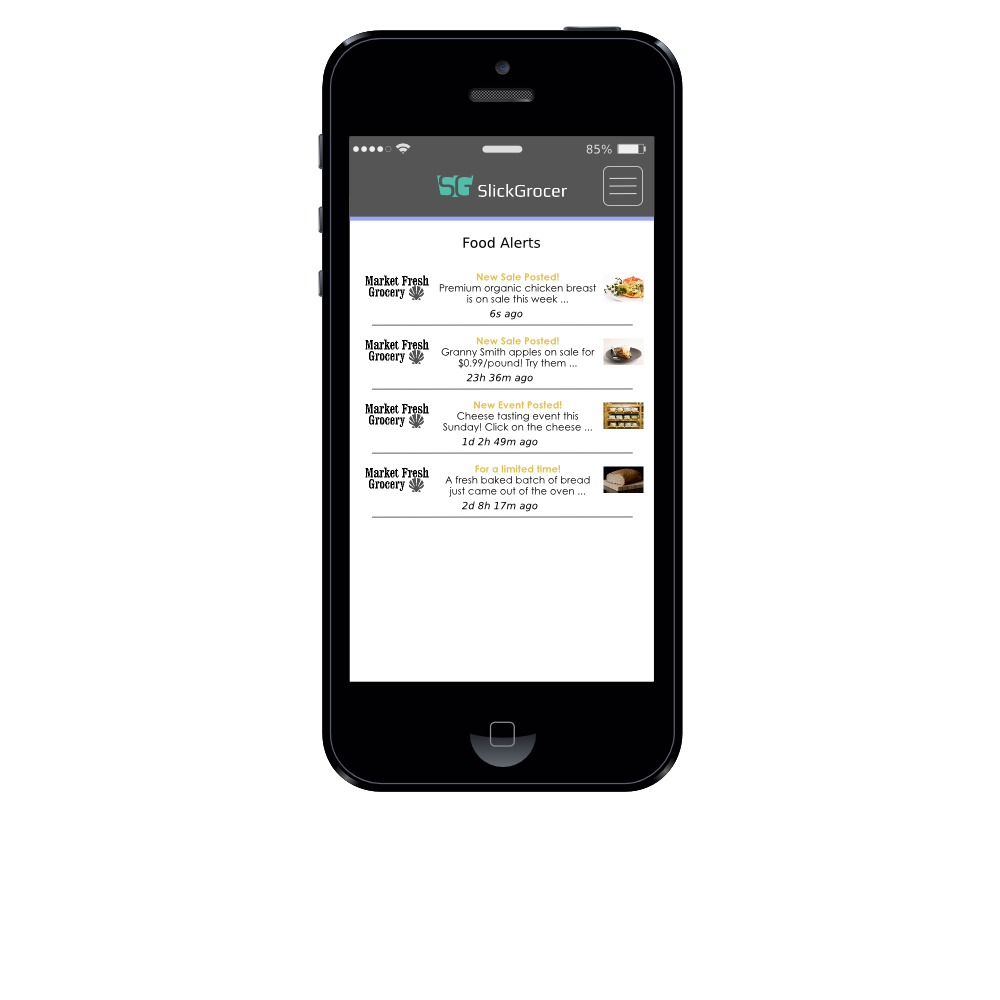 85%
SG SlickGrocer
Food Alerts
Market Fresh
Grocery
New Sale Posted!
Premium organic chicken breast
is on sale this week ...
6s ago
Market Fresh
Grocery
New Sale Posted!
Granny Smith apples on sale for
$0.99/pound! Try them ...
23h 36m ago
Market Fresh
Grocery
New Event Posted!
Cheese tasting event this
Sunday! Click on the cheese ...
1d 2h 49m ago
Market Fresh
Grocery
For a limited time!
A fresh baked batch of bread
just came out of the oven ...
2d 8h 17m ago